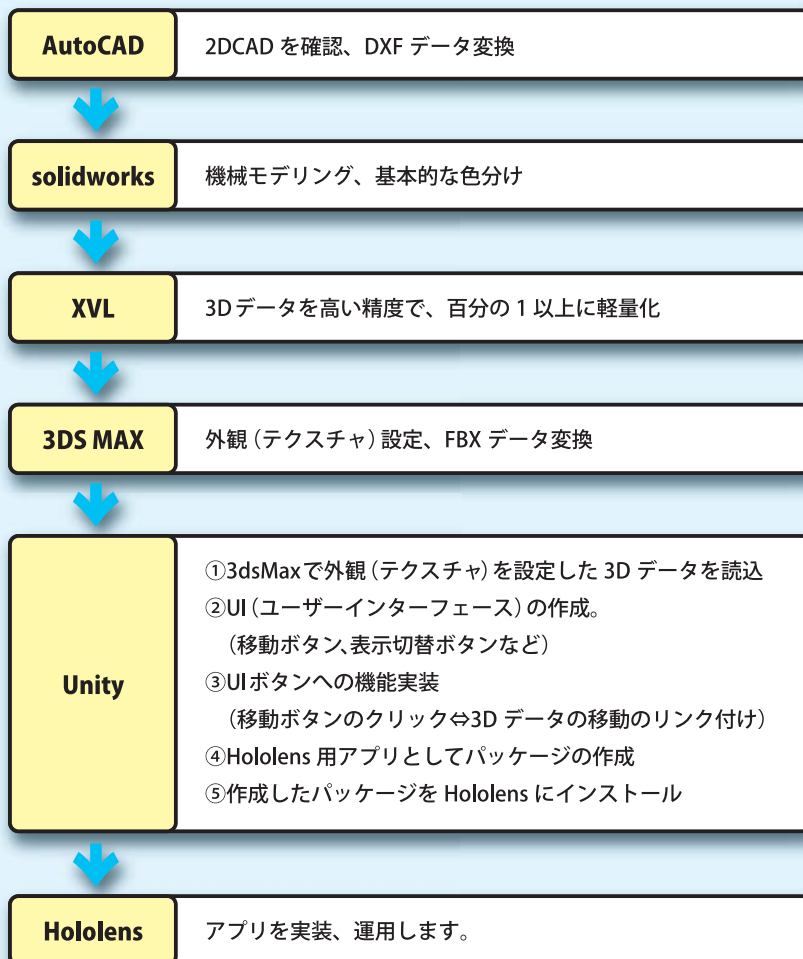 AutoCAD
2DCAD を確認、DXF データ変換
solidworks
機械モデリング、基本的な色分け
XVL
3Dデータを高い精度で、百分の 1 以上に軽量化
3DS MAX
外観（テクスチャ）設定、FBX データ変換
Unity
①3dsMaxで外観（テクスチャ）を設定した 3D データを読込
②UI（ユーザーインターフェース）の作成。
（移動ボタン、表示切替ボタンなど）
③UIボタンへの機能実装
（移動ボタンのクリック⇔3D データの移動のリンク付け）
④Hololens 用アプリとしてパッケージの作成
⑤作成したパッケージを Hololens にインストール
Hololens
アプリを実装、運用します。